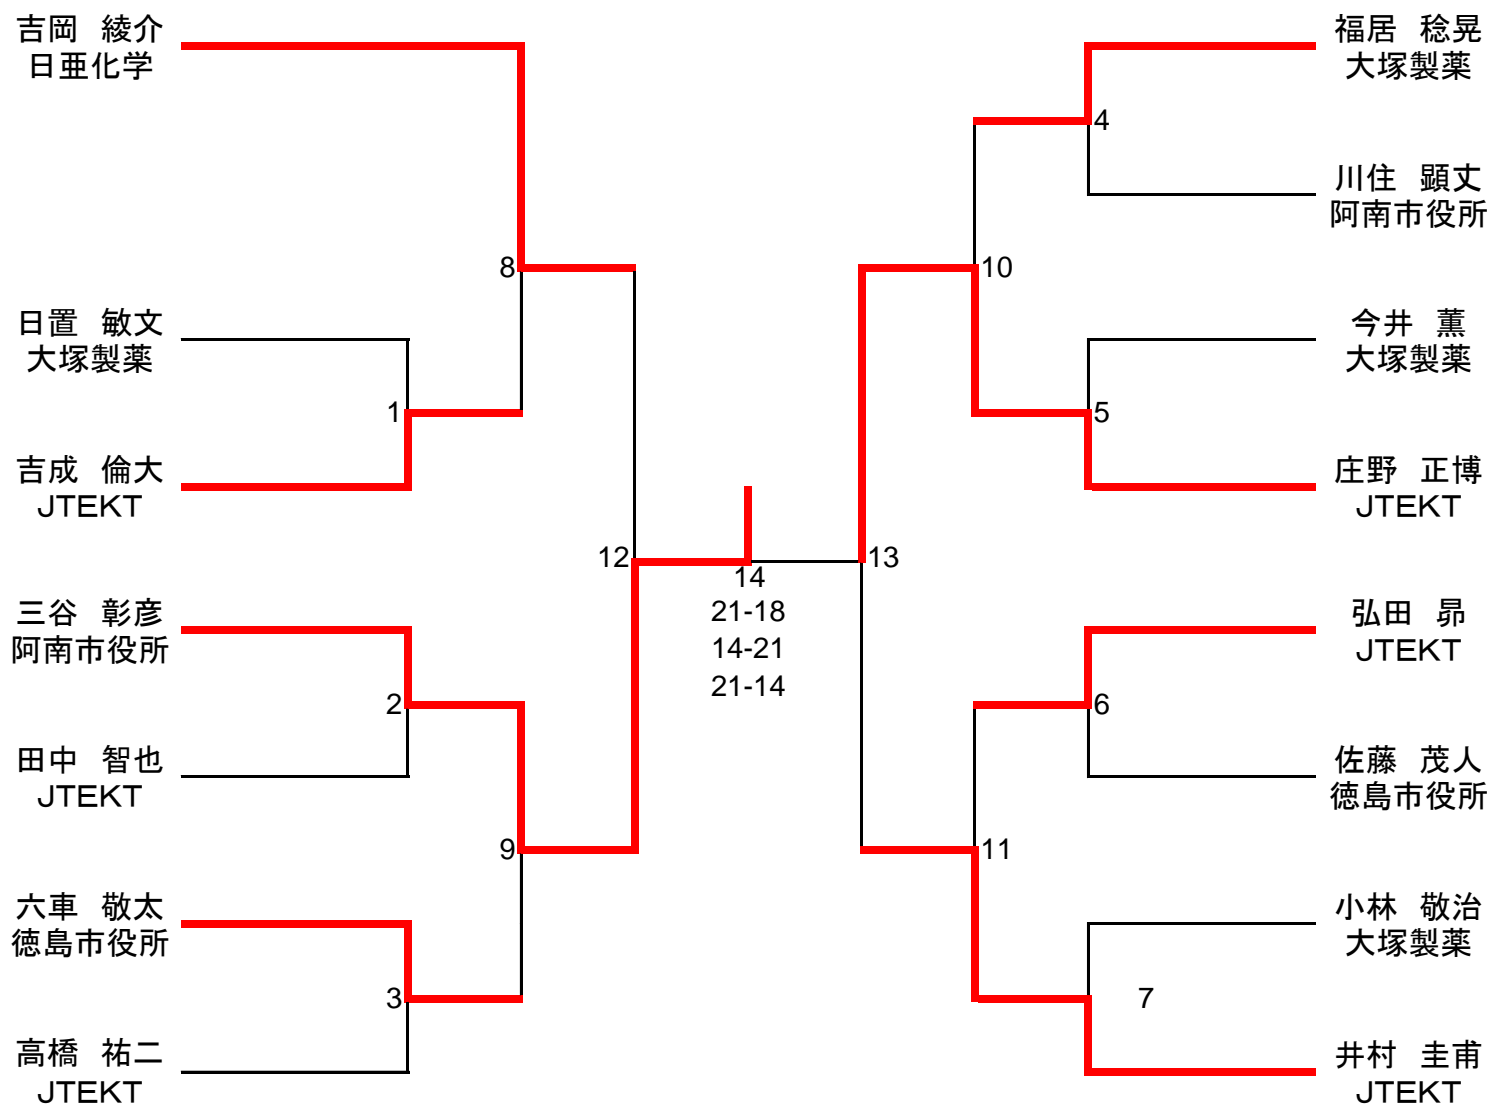 吉岡　綾介
日亜化学
日置　敏文
大塚製薬
吉成　倫大
JTEKT
三谷　彰彦
阿南市役所
田中　智也
JTEKT
六車　敬太
徳島市役所
高橋　祐二
JTEKT
1
2
3
8
9
12
14
21-18
14-21
21-14
13
10
11
4
5
6
7
福居　稔晃
大塚製薬
川住　顕丈
阿南市役所
今井　薫
大塚製薬
庄野　正博
JTEKT
弘田　昴
JTEKT
佐藤　茂人
徳島市役所
小林　敬治
大塚製薬
井村　圭甫
JTEKT